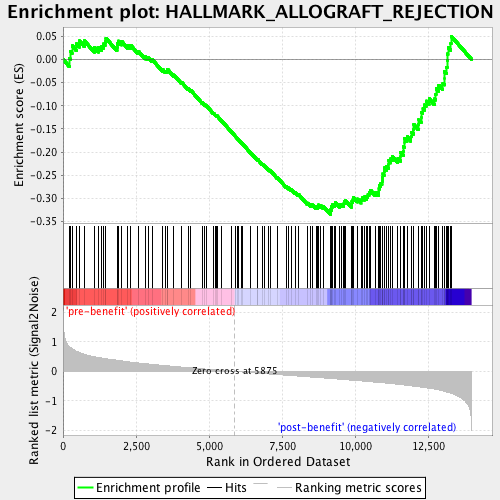 Enrichment plot: HALLMARK_ALLOGRAFT_REJECTION
Enrichment score (ES)
0.05
0.00
-0.05
-0.10
-0.15
-0.20
-0.25
-0.30
-0.35
'pre-benefit' (positively correlated)
Ranked list metric (Signal2Noise)
2
1
0
-1
-2
Zero cross at 5875
'post-benefit' (negatively correlated)
0
2,500
5,000
7,500
10,000
12,500
Rank in Ordered Dataset
Enrichment profile
Hits
Ranking metric scores